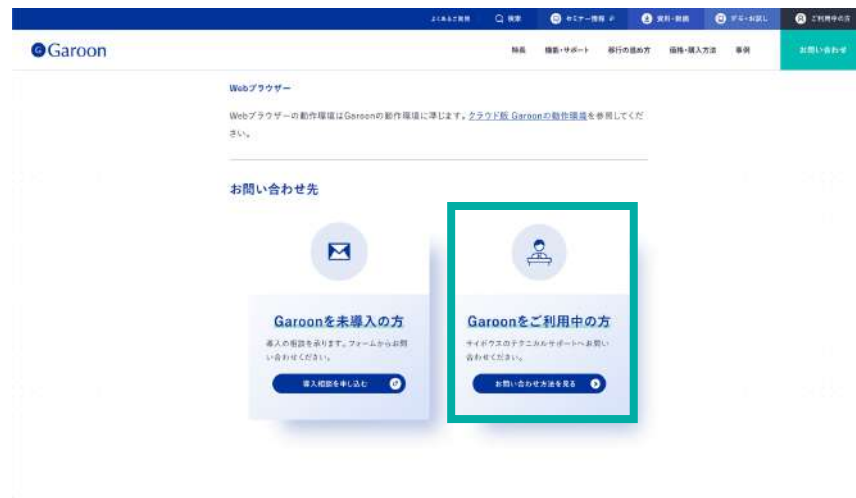 よくあるご質問 検索 セミナー情報 資料・動画 デモ・お試し ご利用中の方
Garoon 特長 機能・サポート 移行の進め方 価格・購入方法 事例 お問い合わせ
Webブラウザー
Webブラウザーの動作環境はGaroonの動作環境に準じます。クラウド版 Garoonの動作環境を参照してくだ
さい。
お問い合わせ先
Garoonを未導入の方
導入の相談を承ります。フォームからお問
い合わせください。
導入相談を申し込む
Garoonをご利用中の方
サイボウズのテクニカルサポートへお問い
合わせください。
お問い合わせ方法を見る